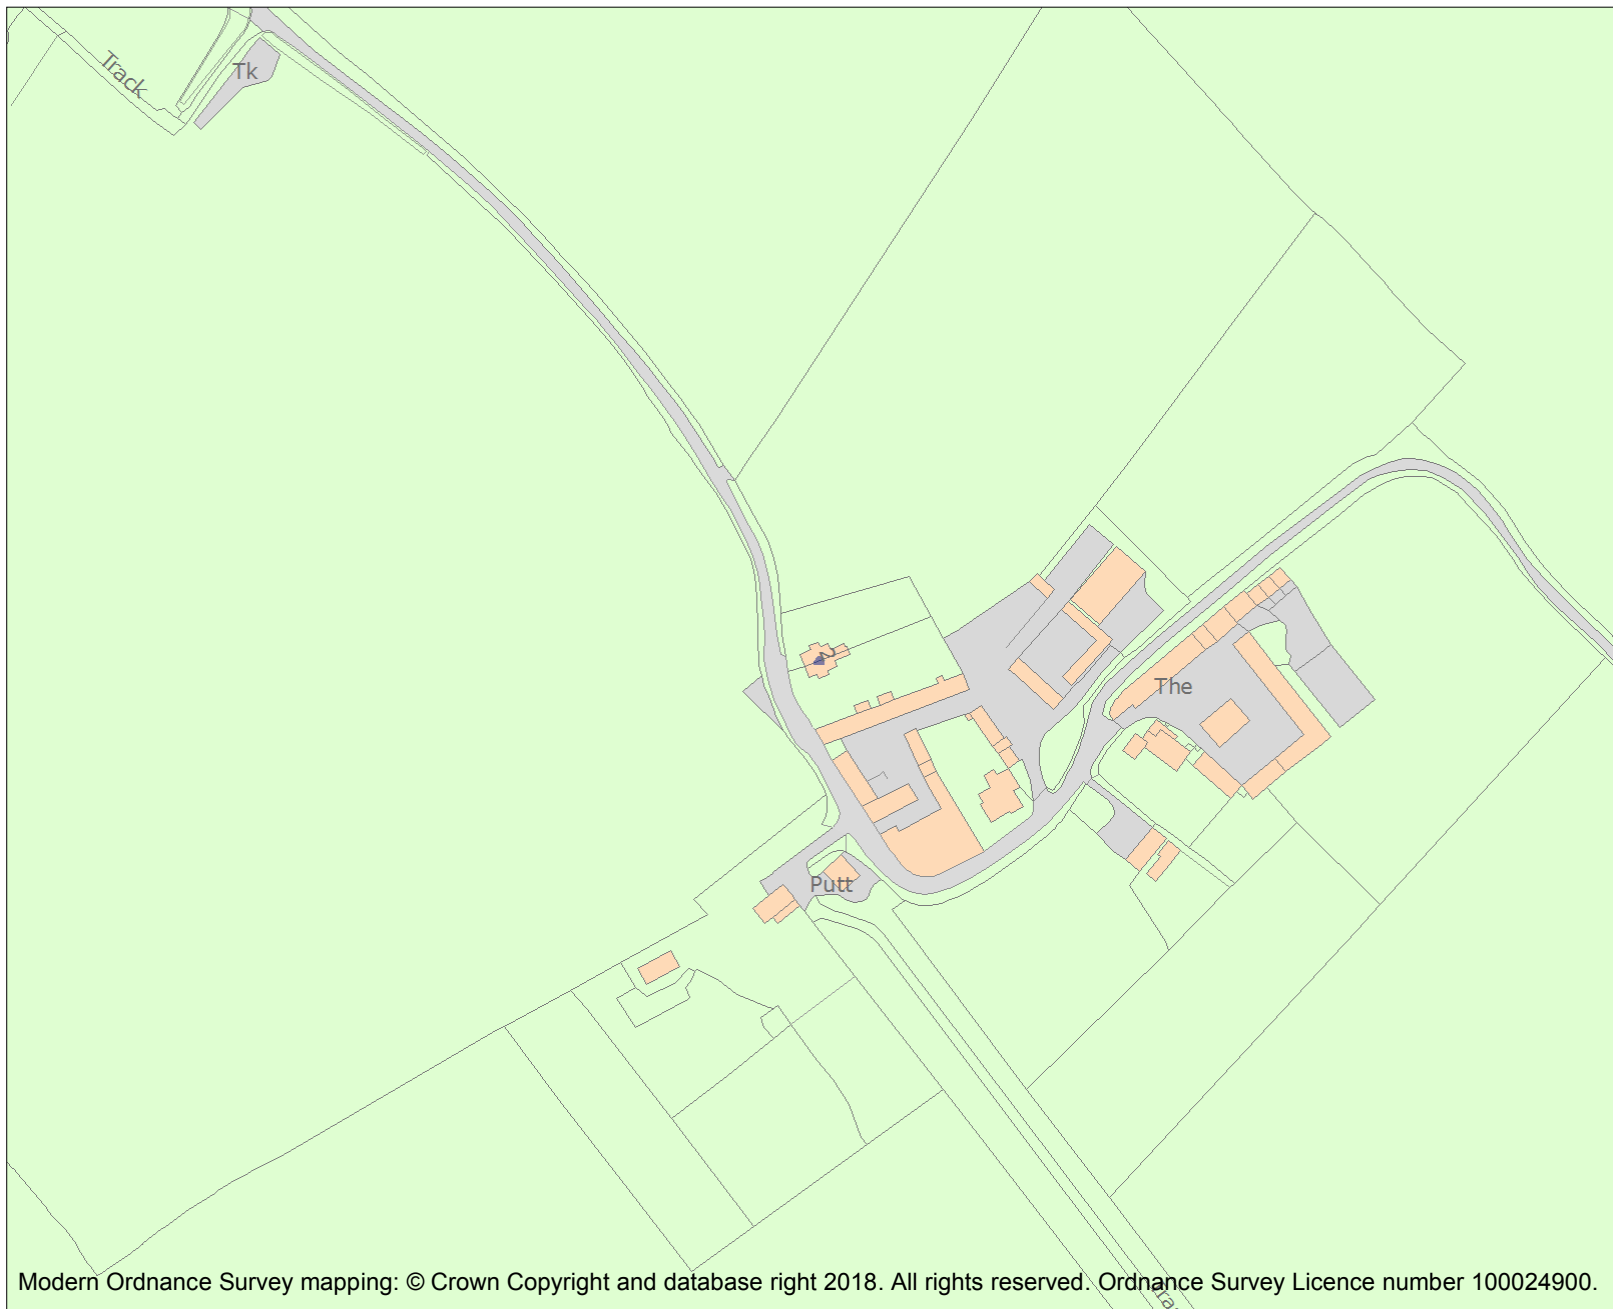 Track
Tk
2
The
Putt
Modern Ordnance Survey mapping: © Crown Copyright and database right 2018. All rights reserved. Ordnance Survey Licence number 100024900.